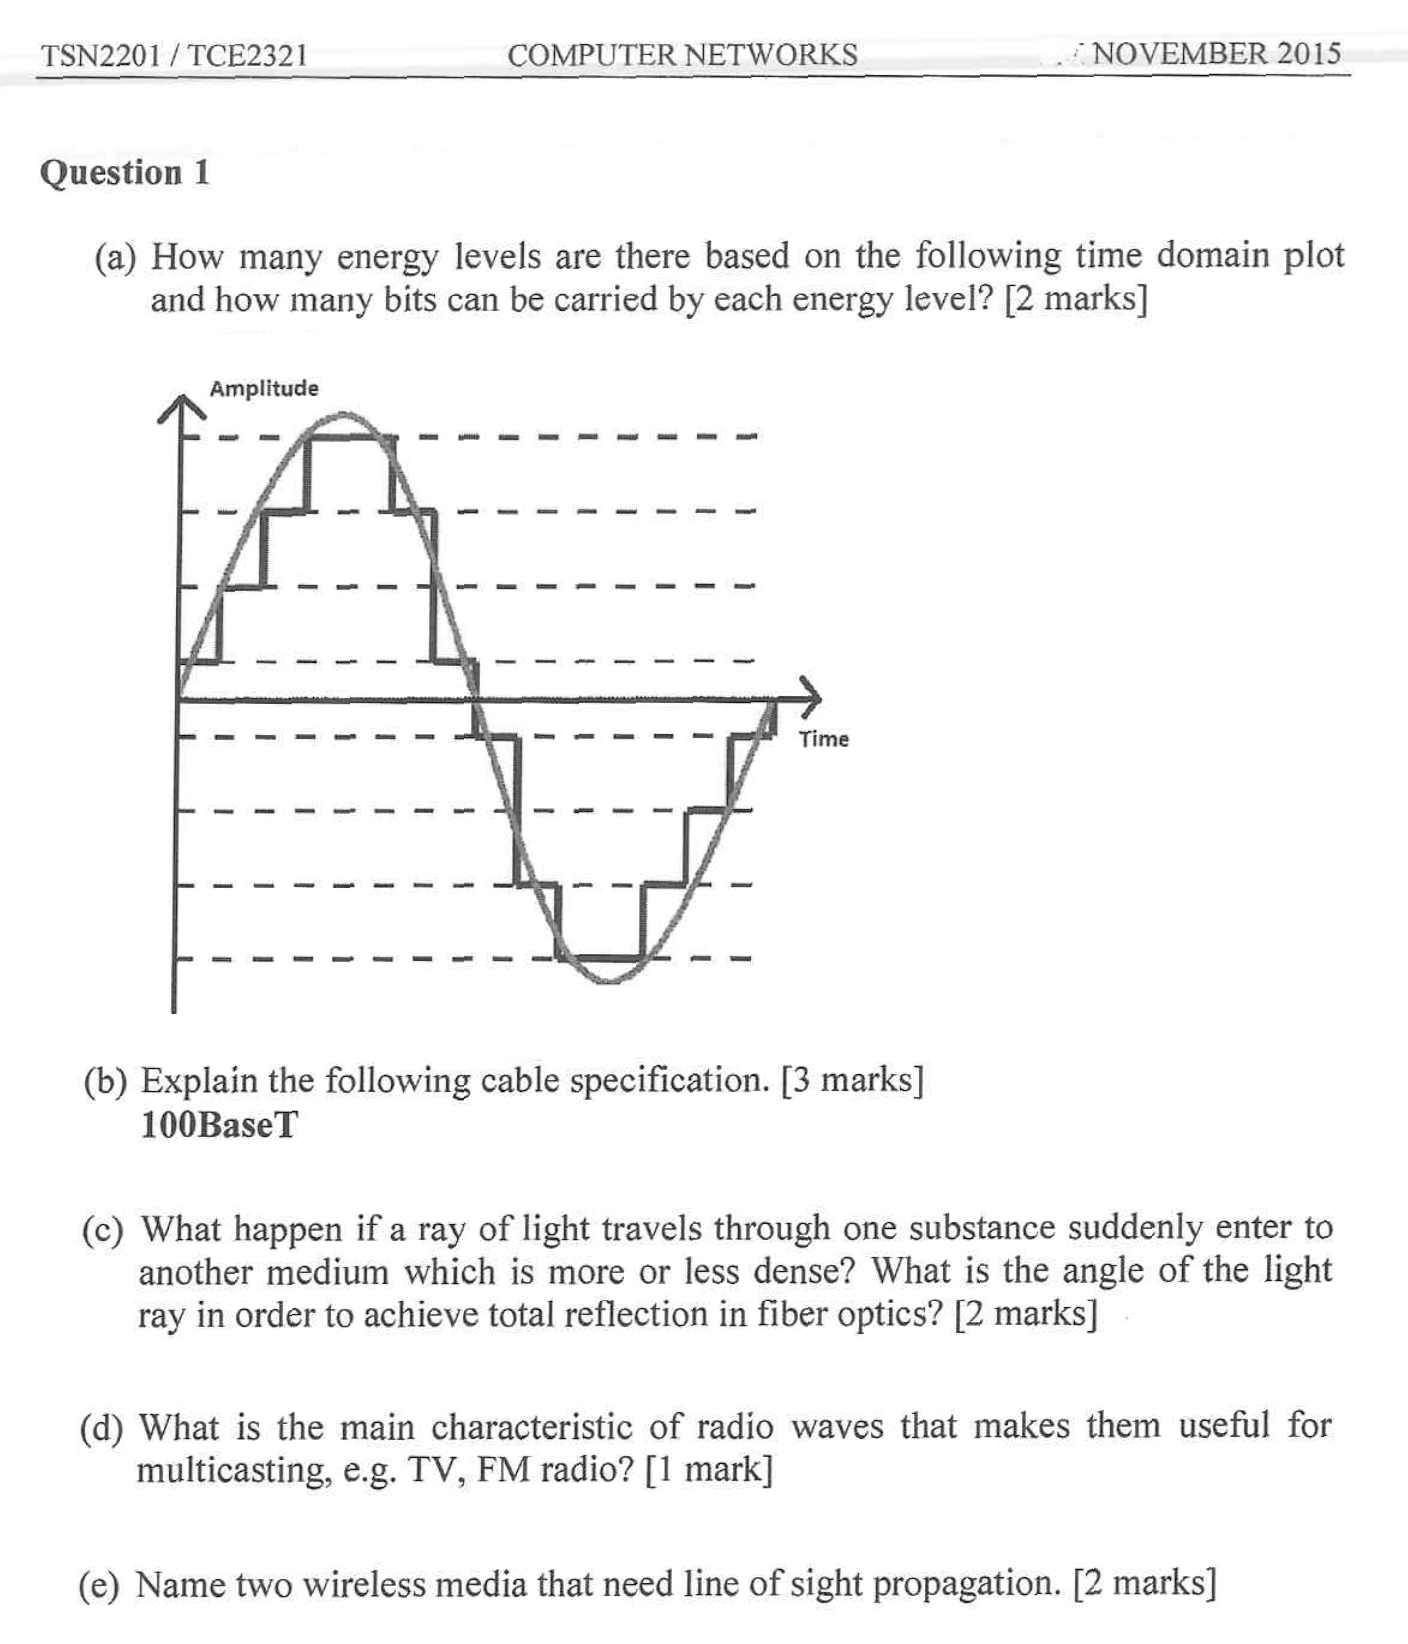 TSN2201 / TCE2321 COMPUTER NETWORKS NOVEMBER 2015
Question 1
(a) How many energy levels are there based on the following time domain plot
and how many bits can be carried by each energy level? [2 marks]
Amplitude
Time
(b) Explain the following cable specification. [3 marks]
100BaseT
(c) What happen if a ray of light travels through one substance suddenly enter to
another medium which is more or less dense? What is the angle of the light
ray in order to achieve total reflection in fiber optics? [2 marks]
(d) What is the main characteristic of radio waves that makes them useful for
multicasting, e.g. TV, FM radio? [1 mark]
(e) Name two wireless media that need line of sight propagation. [2 marks]